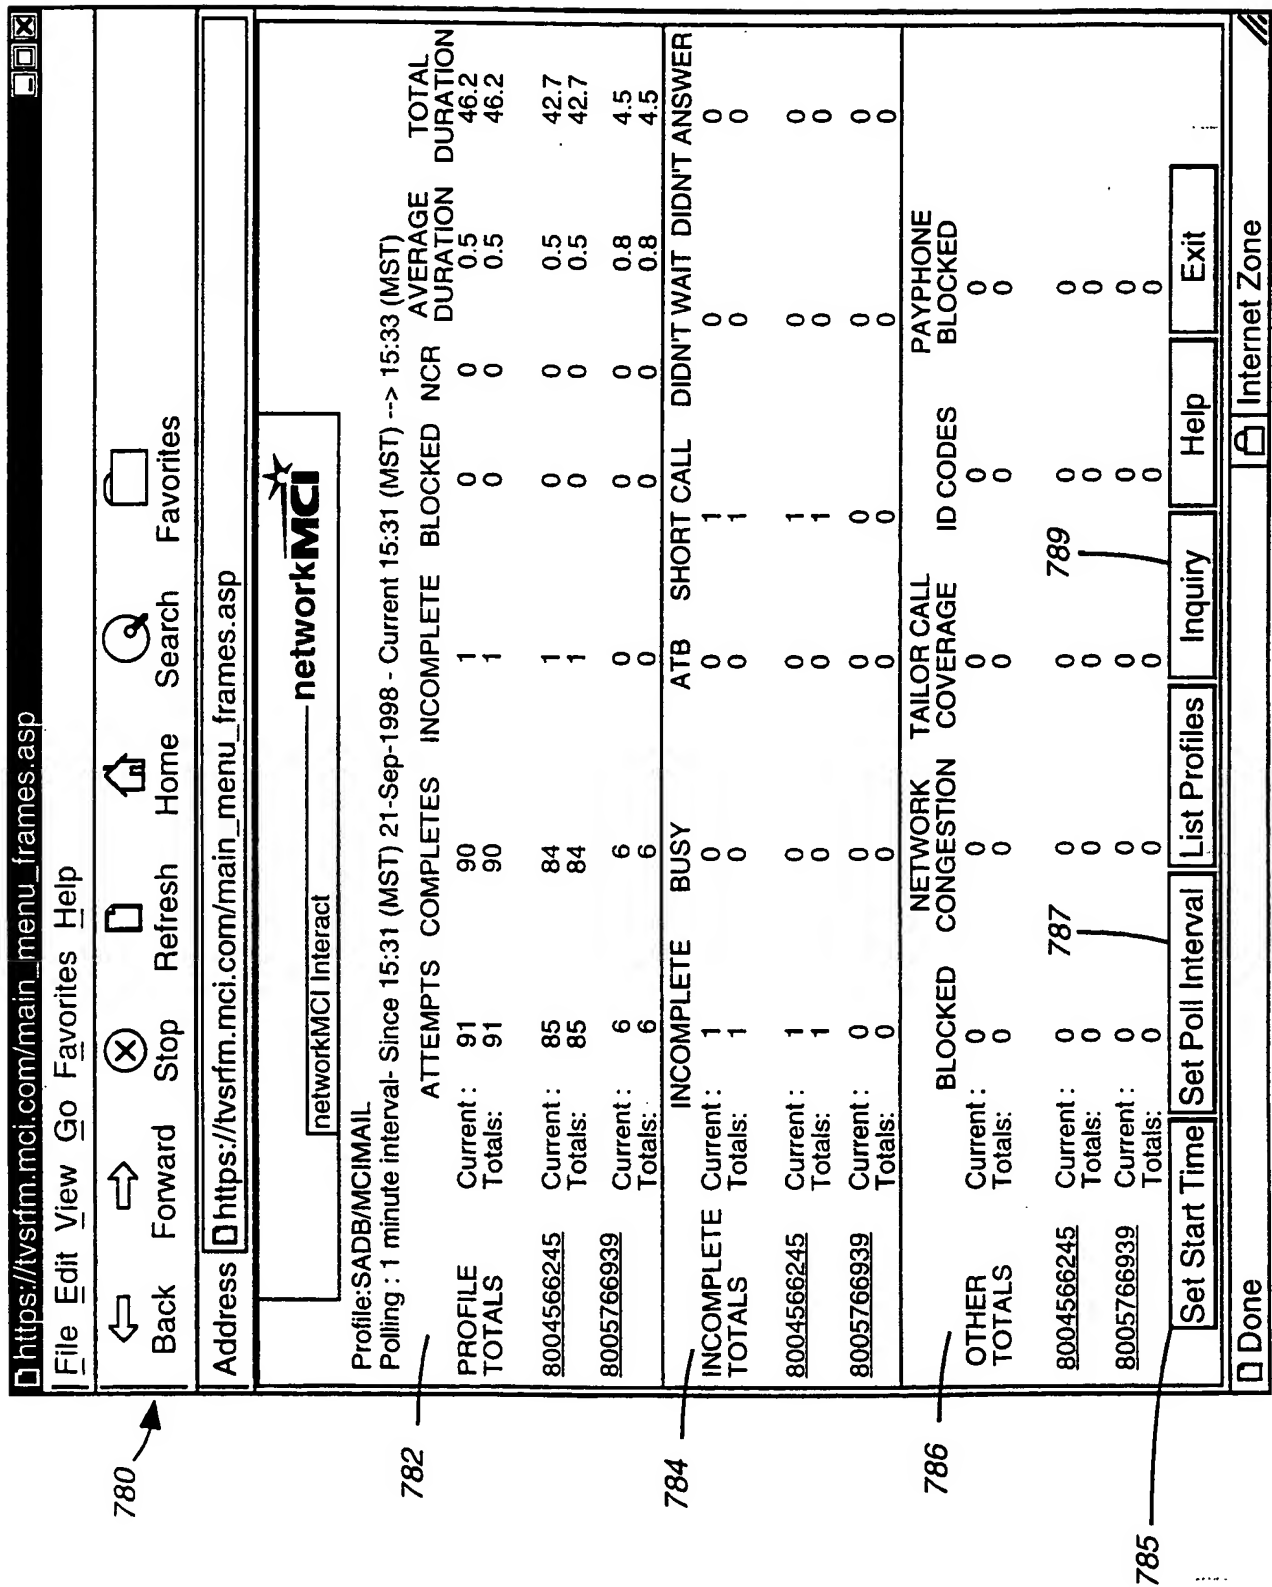 https://tvsrfm.mci.com/main_menu_frames.asp
File Edit View Go Favorites Help
Back Forward Stop Refresh Home Search Favorites
Address https://tvsrfm.mci.com/main_menu_frames.asp
networkMCI Interact
networkMCI
Profile:SADB/MCIMAIL
Polling : 1 minute interval- Since 15:31 (MST) 21-Sep-1998 - Current 15:31 (MST) --> 15:33 (MST)
ATTEMPTS COMPLETES INCOMPLETE BLOCKED NCR AVERAGE DURATION TOTAL DURATION
PROFILE Current : 91 90 1 0 0 0.5 46.2
TOTALS Totals: 91 90 1 0 0 0.5 46.2
8004566245 Current : 85 84 1 0 0 0.5 42.7
Totals: 85 84 1 0 0 0.5 42.7
8005766939 Current : 6 6 0 0 0 0.8 4.5
Totals: 6 6 0 0 0 0.8 4.5
INCOMPLETE BUSY ATB SHORT CALL DIDN'T WAIT DIDN'T ANSWER
INCOMPLETE Current : 1 0 0 1 0 0
TOTALS Totals: 1 0 0 1 0 0
8004566245 Current : 1 0 0 1 0 0
Totals: 1 0 0 1 0 0
8005766939 Current : 0 0 0 0 0 0
Totals: 0 0 0 0 0 0
BLOCKED NETWORK CONGESTION TAILOR CALL COVERAGE ID CODES PAYPHONE BLOCKED
OTHER Current : 0 0 0 0 0
TOTALS Totals: 0 0 0 0 0
8004566245 Current : 0 0 0 0 0
Totals: 0 0 0 0 0
8005766939 Current : 0 0 0 0 0
Totals: 0 0 0 0 0
Set Start Time Set Poll Interval List Profiles Inquiry Help Exit
Done Internet Zone
780
782
784
786
785
787
789